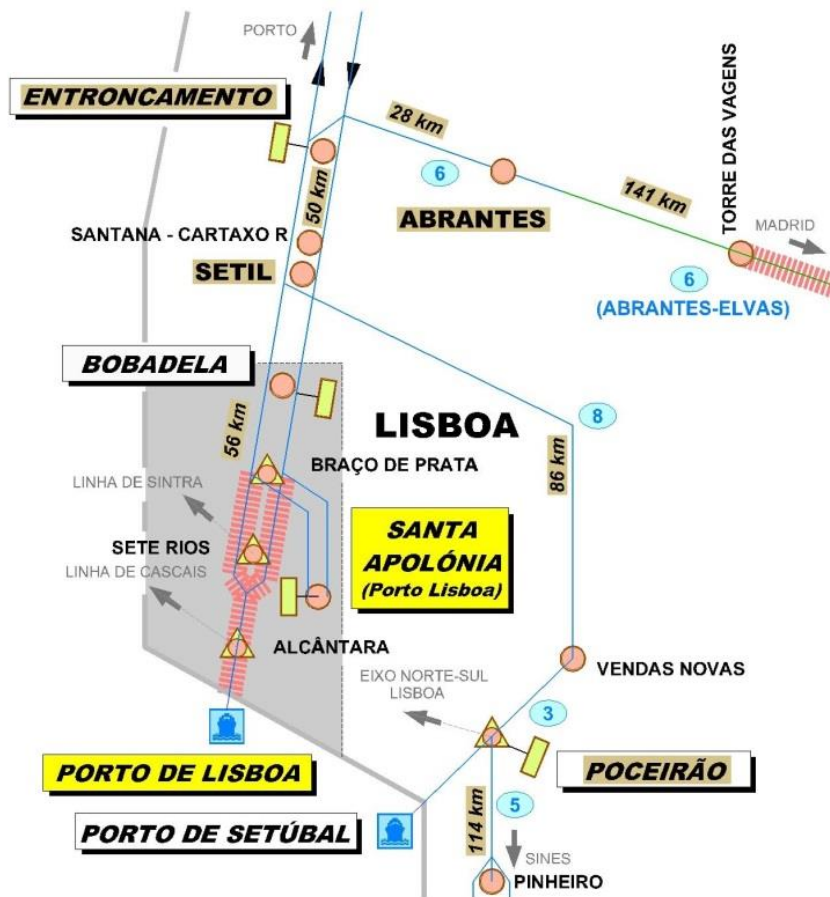 PORTO
ENTRONCAMENTO
28 km
TORRE DAS VAGENS
6
141 km
50 km
ABRANTES
MADRID
SANTANA - CARTAXO R
SETIL
6
(ABRANTES-ELVAS)
BOBADELA
LISBOA
8
56 km
BRAÇO DE PRATA
86 km
LINHA DE SINTRA
SANTA
APOLÓNIA
(Porto Lisboa)
SETE RIOS
LINHA DE CASCAIS
ALCÂNTARA
VENDAS NOVAS
EIXO NORTE-SUL
LISBOA
3
PORTO DE LISBOA
POCEIRÃO
5
114 km
PORTO DE SETÚBAL
SINES
PINHEIRO